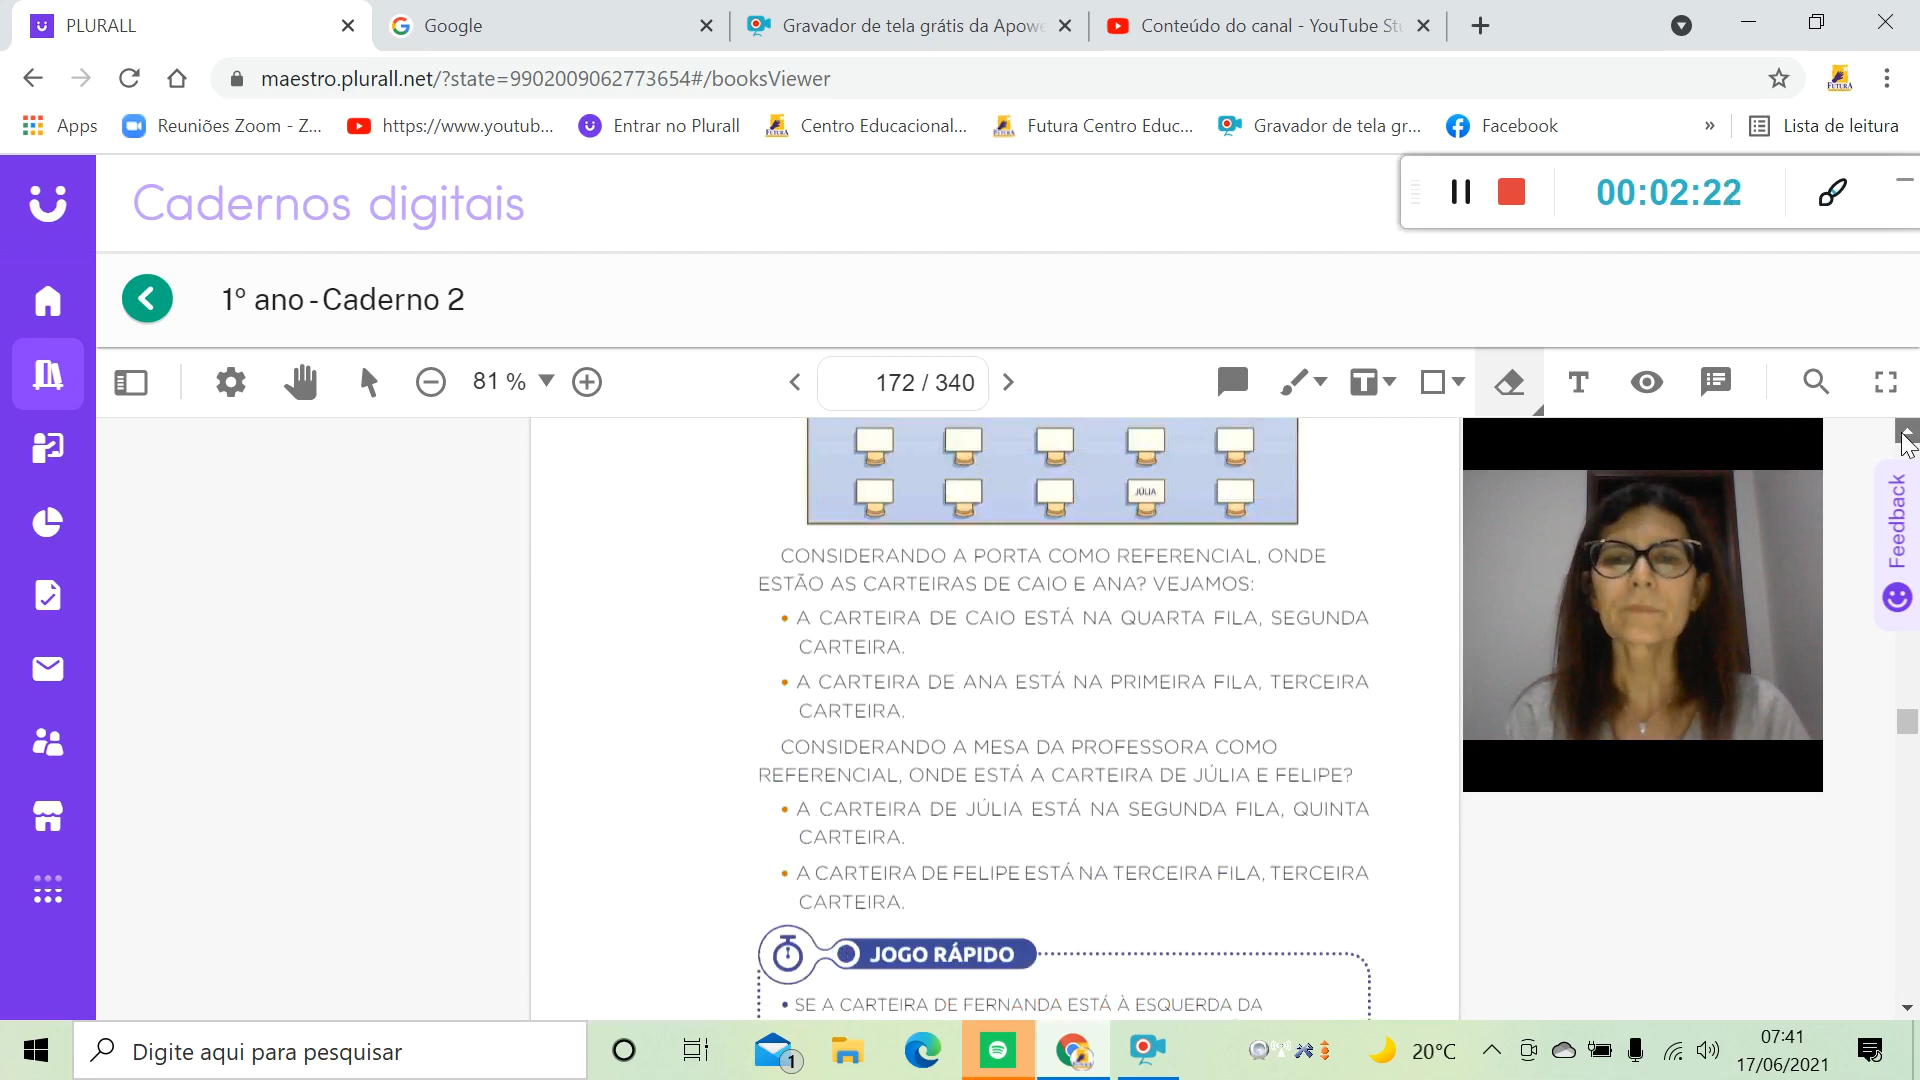 PLURALL
Google
Gravador de tela grátis da Apowe
Conteúdo do canal - YouTube Stu
maestro.plurall.net/?state=9902009062773654#/booksViewer
Apps
Reuniões Zoom - Z...
https://www.youtub...
Entrar no Plurall
Centro Educacional...
Futura Centro Educ...
Gravador de tela gr...
Facebook
»
Lista de leitura
Cadernos digitais
00:02:22
1º ano - Caderno 2
81 %
172 / 340
JÚLIA
CONSIDERANDO A PORTA COMO REFERENCIAL, ONDE
ESTÃO AS CARTEIRAS DE CAIO E ANA? VEJAMOS:
• A CARTEIRA DE CAIO ESTÁ NA QUARTA FILA, SEGUNDA
CARTEIRA.
• A CARTEIRA DE ANA ESTÁ NA PRIMEIRA FILA, TERCEIRA
CARTEIRA.
CONSIDERANDO A MESA DA PROFESSORA COMO
REFERENCIAL, ONDE ESTÁ A CARTEIRA DE JÚLIA E FELIPE?
• A CARTEIRA DE JÚLIA ESTÁ NA SEGUNDA FILA, QUINTA
CARTEIRA.
• A CARTEIRA DE FELIPE ESTÁ NA TERCEIRA FILA, TERCEIRA
CARTEIRA.
JOGO RÁPIDO
• SE A CARTEIRA DE FERNANDA ESTÁ À ESQUERDA DA
Feedback
Digite aqui para pesquisar
1
20°C
07:41
17/06/2021